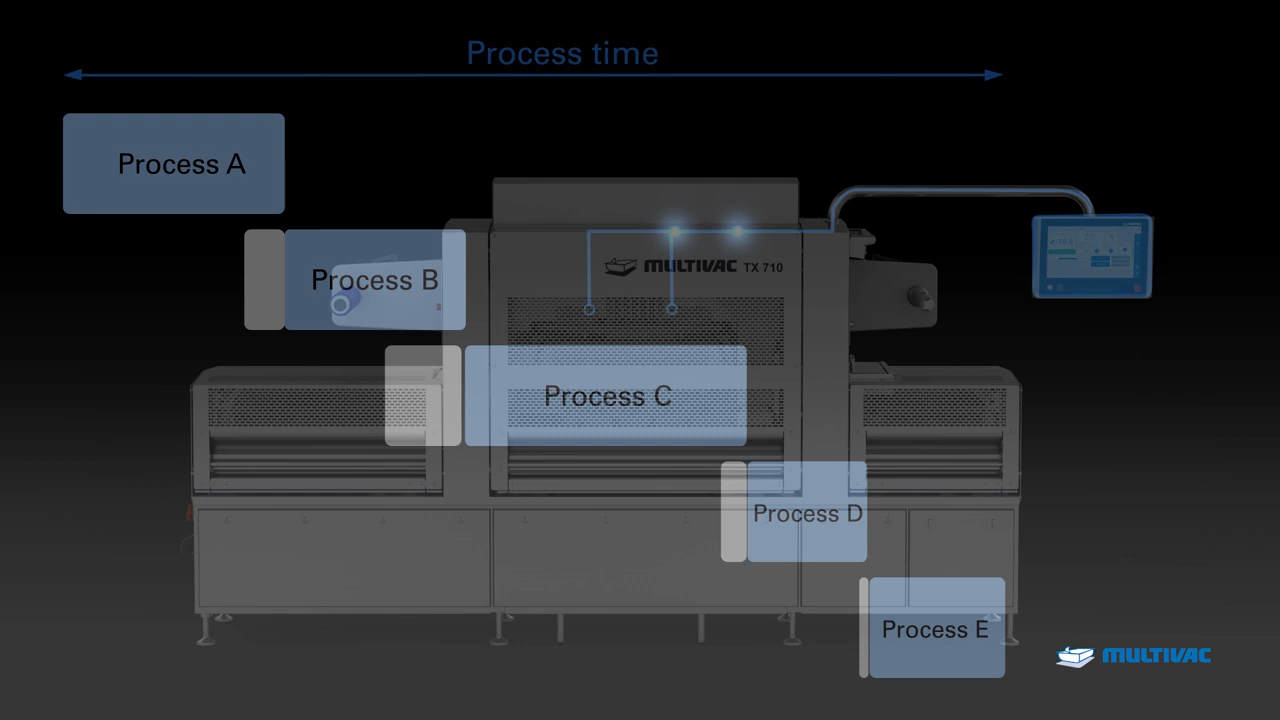 Process time
Process A
Process B
MULTIVAC TX 710
Process C
Process D
Process E
MULTIVAC